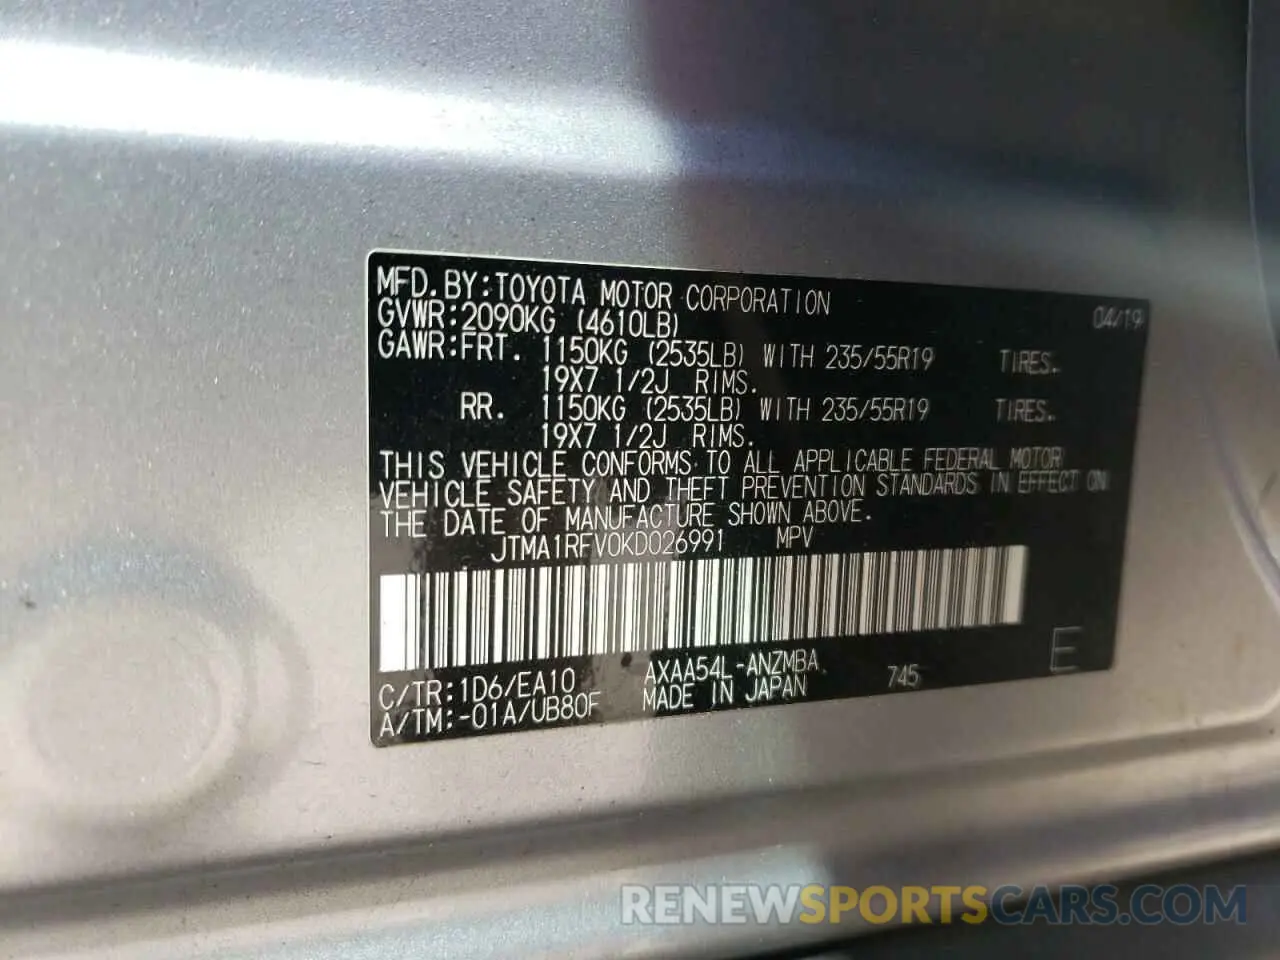 MFD.BY:TOYOTA MOTOR CORPORATION 04/19
GVWR:2090KG (4610LB)
GAWR:FRT. 1150KG (2535LB) WITH 235/55R19 TIRES.
19X7 1/2J RIMS.
RR. 1150KG (2535LB) WITH 235/55R19 TIRES.
19X7 1/2J RIMS.
THIS VEHICLE CONFORMS TO ALL APPLICABLE FEDERAL MOTOR
VEHICLE SAFETY AND THEFT PREVENTION STANDARDS IN EFFECT ON
THE DATE OF MANUFACTURE SHOWN ABOVE.
JTMA1RFV0KD026991 MPV
C/TR:1D6/EA10 AXAA54L-ANZMBA 745 E
A/TM:-01A/UB80F MADE IN JAPAN
RENEWSPORTSCARS.COM